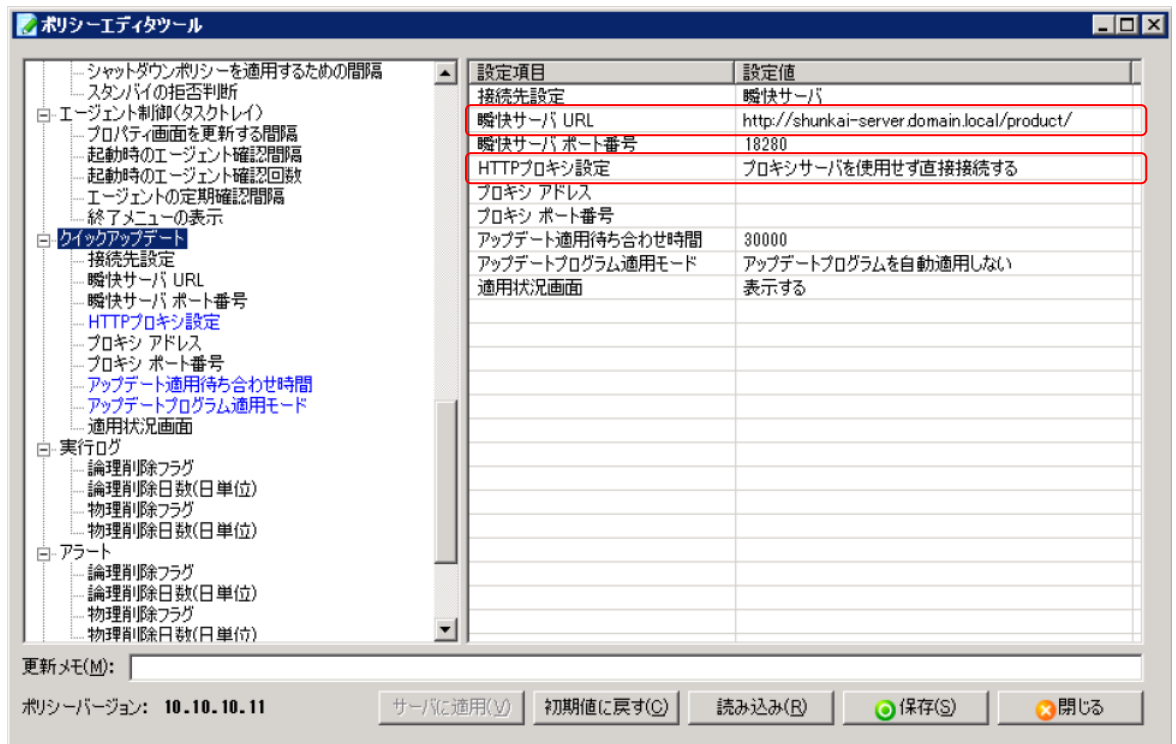 ポリシーエディタツール
シャットダウンポリシーを適用するための間隔
スタンバイの拒否判断
エージェント制御(タスクトレイ)
プロパティ画面を更新する間隔
起動時のエージェント確認間隔
起動時のエージェント確認回数
エージェントの定期確認間隔
終了メニューの表示
クイックアップデート
接続先設定
瞬快サーバ URL
瞬快サーバ ポート番号
HTTPプロキシ設定
プロキシ アドレス
プロキシ ポート番号
アップデート適用待ち合わせ時間
アップデートプログラム適用モード
適用状況画面
実行ログ
論理削除フラグ
論理削除日数(日単位)
物理削除フラグ
物理削除日数(日単位)
アラート
論理削除フラグ
論理削除日数(日単位)
物理削除フラグ
物理削除日数(日単位)
設定項目 設定値
接続先設定 瞬快サーバ
瞬快サーバ URL http://shunkai-server.domain.local/product/
瞬快サーバ ポート番号 18280
HTTPプロキシ設定 プロキシサーバを使用せず直接接続する
プロキシ アドレス
プロキシ ポート番号
アップデート適用待ち合わせ時間 30000
アップデートプログラム適用モード アップデートプログラムを自動適用しない
適用状況画面 表示する
更新メモ(M):
ポリシーバージョン: 10.10.10.11 サーバに適用(V) 初期値に戻す(C) 読み込み(R) 保存(S) 閉じる